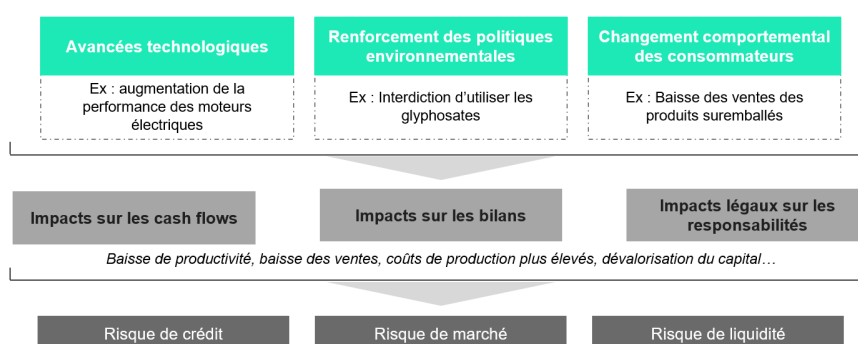 Avancées technologiques
Renforcement des politiques
environnementales
Changement comportemental
des consommateurs
Ex : augmentation de la
performance des moteurs
électriques
Ex : Interdiction d'utiliser les
glyphosates
Ex : Baisse des ventes des
produits suremballés
Impacts sur les cash flows
Impacts sur les bilans
Impacts légaux sur les
responsabilités
Baisse de productivité, baisse des ventes, coûts de production plus élevés, dévalorisation du capital…
Risque de crédit
Risque de marché
Risque de liquidité